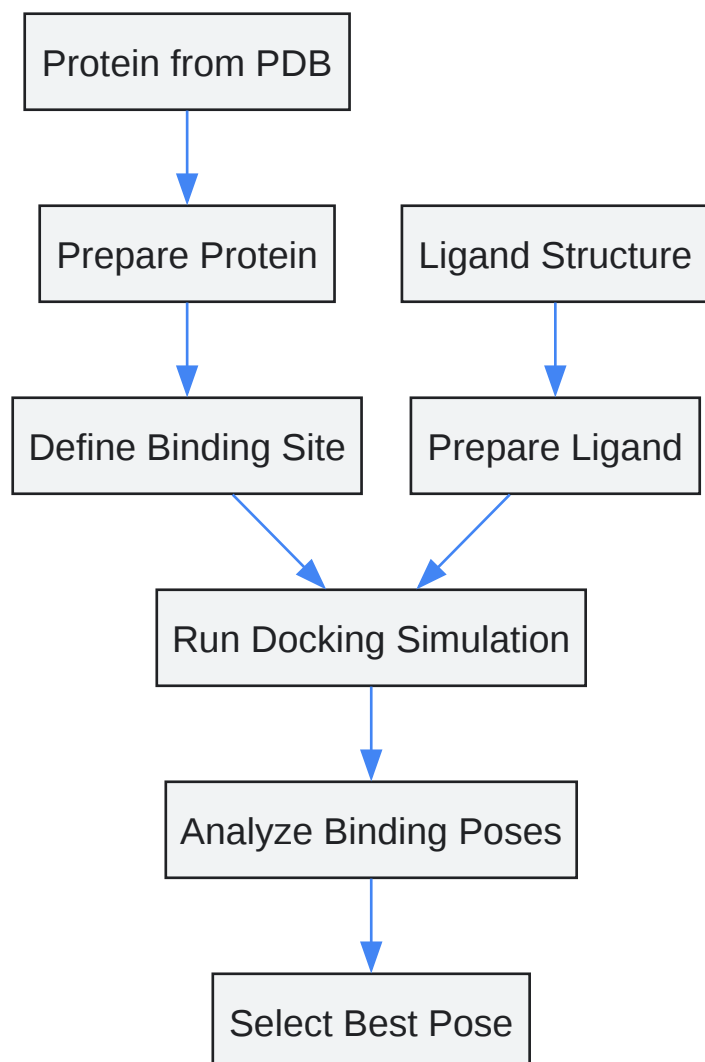 Protein from PDB
Prepare Protein
Ligand Structure
Define Binding Site
Prepare Ligand
Run Docking Simulation
Analyze Binding Poses
Select Best Pose